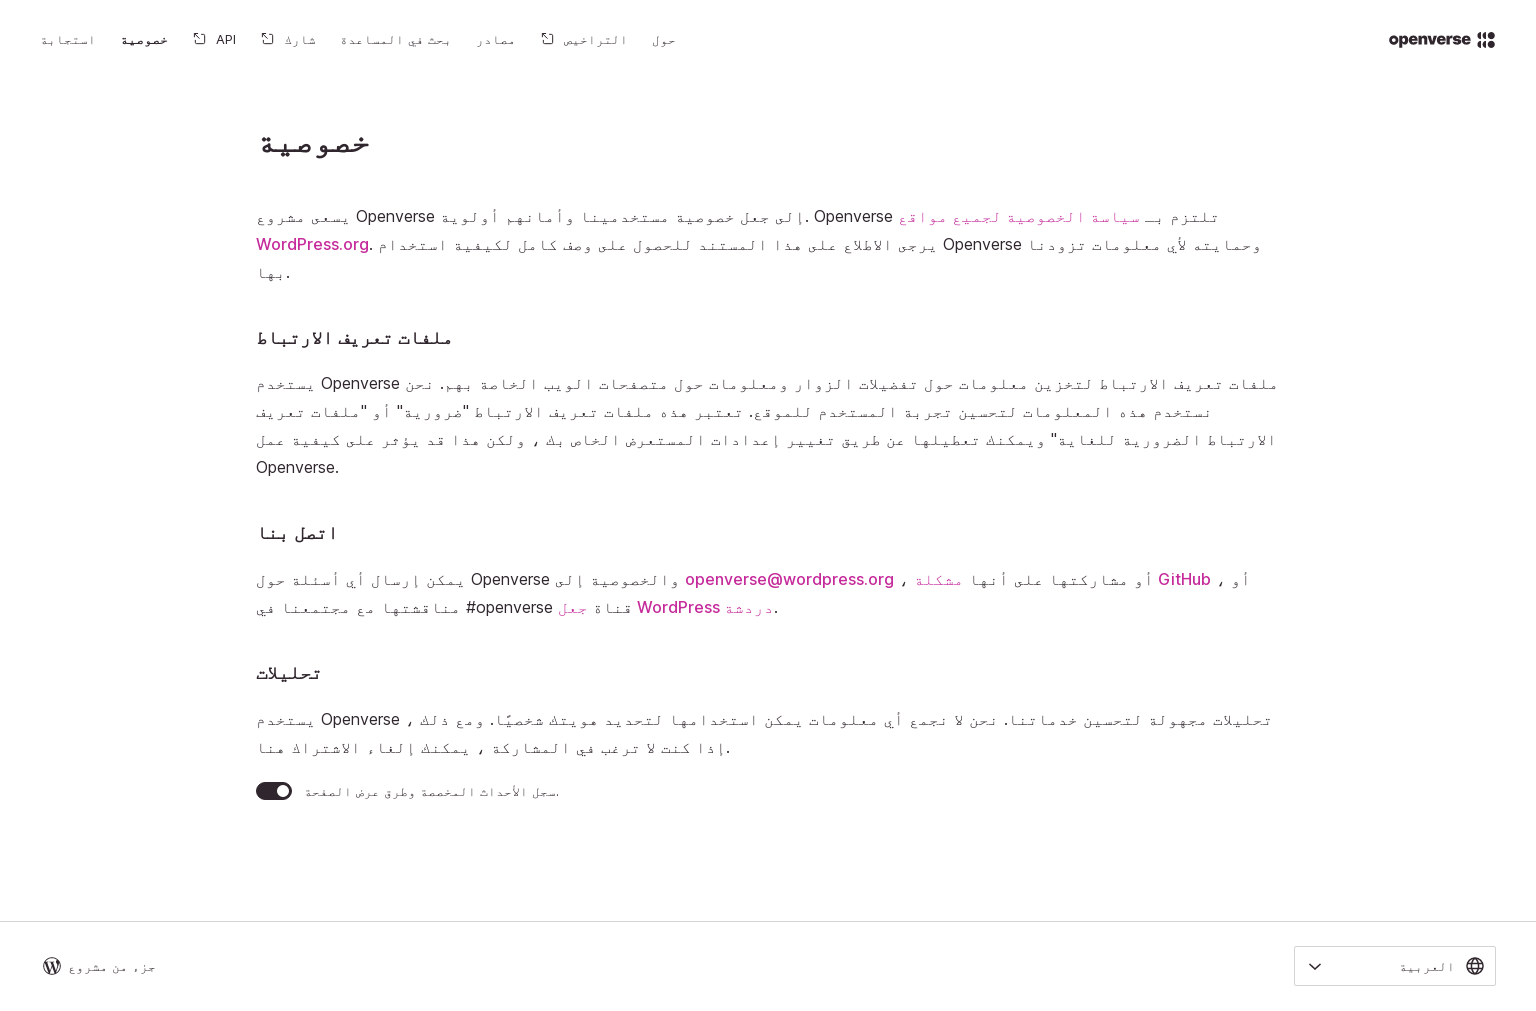 openverse
حول
التراخيص
مصادر
بحث في المساعدة
شارك
API
خصوصية
استجابة
خصوصية
يسعى مشروع Openverse إلى جعل خصوصية مستخدمينا وأمانهم أولوية. Openverse تلتزم بـ سياسة الخصوصية لجميع مواقع
WordPress.org. يرجى الاطلاع على هذا المستند للحصول على وصف كامل لكيفية استخدام Openverse وحمايته لأي معلومات تزودنا
بها.
ملفات تعريف الارتباط
يستخدم Openverse ملفات تعريف الارتباط لتخزين معلومات حول تفضيلات الزوار ومعلومات حول متصفحات الويب الخاصة بهم. نحن
نستخدم هذه المعلومات لتحسين تجربة المستخدم للموقع. تعتبر هذه ملفات تعريف الارتباط "ضرورية" أو "ملفات تعريف
الارتباط الضرورية للغاية" ويمكنك تعطيلها عن طريق تغيير إعدادات المستعرض الخاص بك ، ولكن هذا قد يؤثر على كيفية عمل
Openverse.
اتصل بنا
يمكن إرسال أي أسئلة حول Openverse والخصوصية إلى openverse@wordpress.org ، أو مشاركتها على أنها مشكلة GitHub ، أو
مناقشتها مع مجتمعنا في #openverse قناة جعل WordPress دردشة.
تحليلات
يستخدم Openverse تحليلات مجهولة لتحسين خدماتنا. نحن لا نجمع أي معلومات يمكن استخدامها لتحديد هويتك شخصيًا. ومع ذلك ،
إذا كنت لا ترغب في المشاركة ، يمكنك إلغاء الاشتراك هنا.
سجل الأحداث المخصصة وطرق عرض الصفحة.
العربية
جزء من مشروع